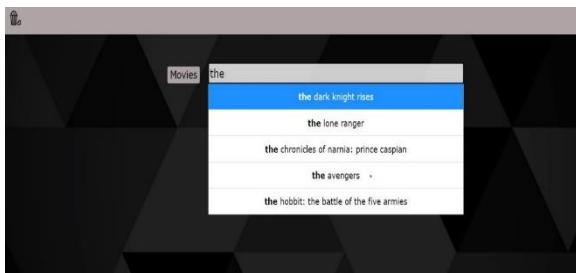 Movies the
the dark knight rises
the lone ranger
the chronicles of narnia: prince caspian
the avengers
the hobbit: the battle of the five armies